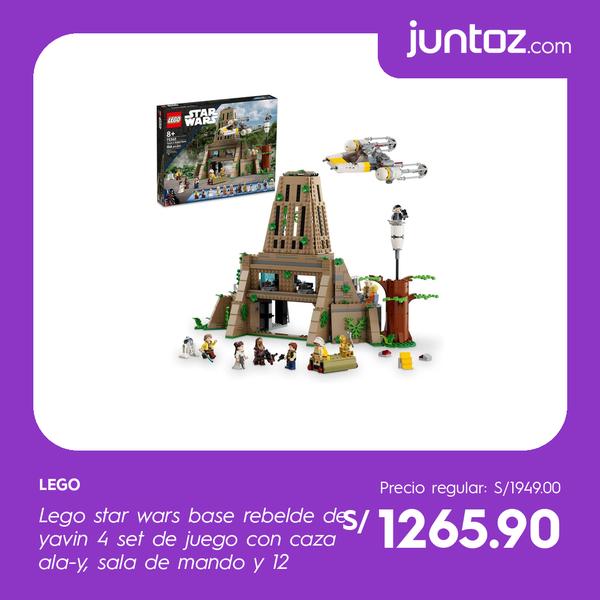 juntoz.com
LEGO
STAR
WARS
8+
LEGO
Precio regular: S/1949.00
Lego star wars base rebelde de
yavin 4 set de juego con caza
ala-y, sala de mando y 12
S/ 1265.90